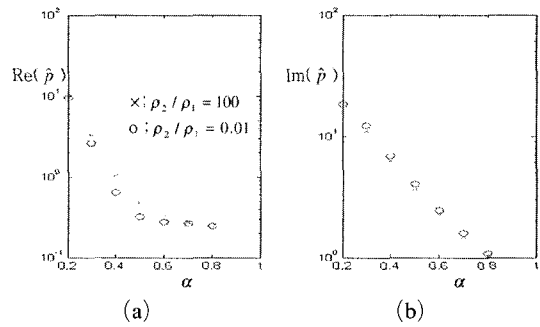 10² 10²
Re(p̂) Im(p̂)
10¹ 10¹
× ; ρ₂ / ρ₁ = 100
o ; ρ₂ / ρ₁ = 0.01
10⁰
10⁻¹ 10⁰
0.2 0.4 0.6 0.8 1 0.2 0.4 0.6 0.8 1
α α
(a) (b)